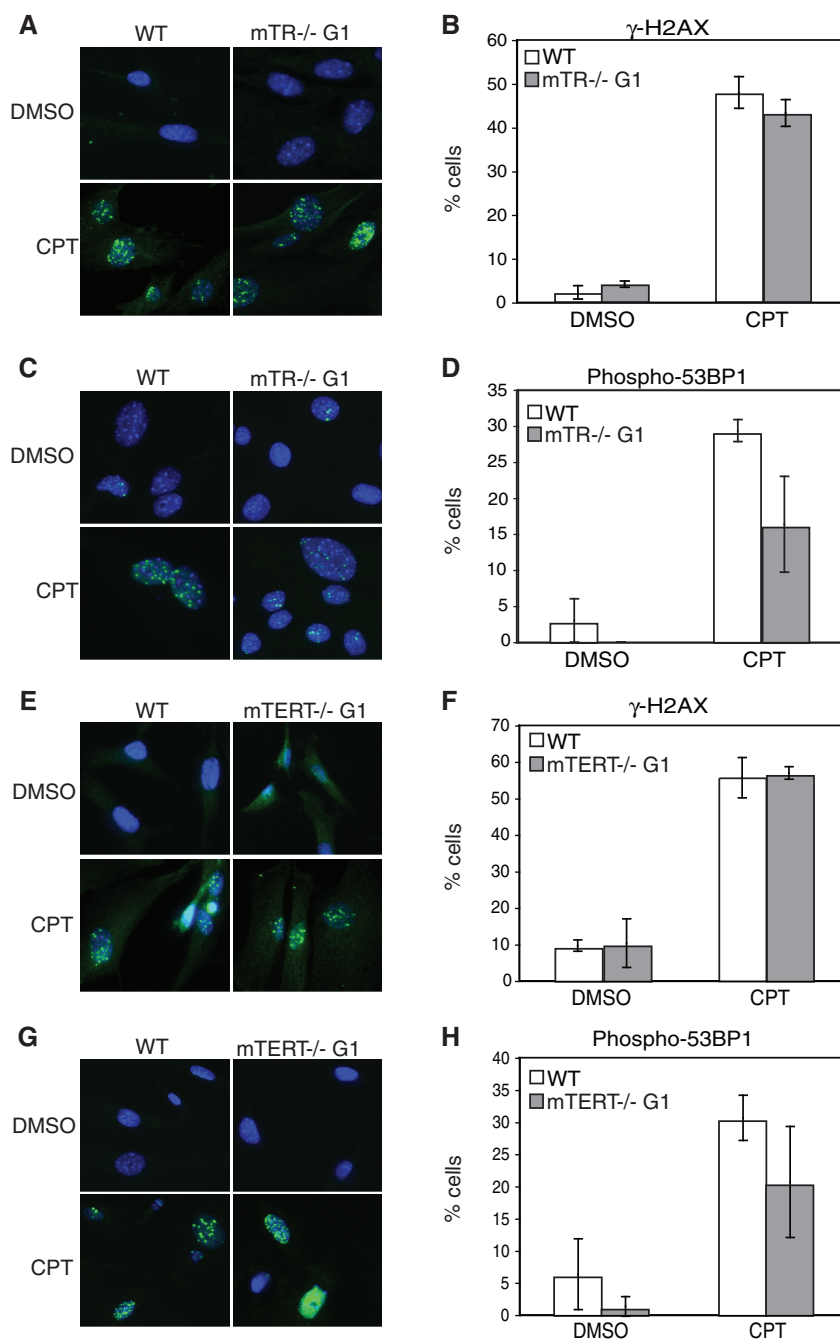 A
WT
mTR-/- G1
DMSO
CPT
B
γ-H2AX
WT
mTR-/- G1
% cells
60
50
40
30
20
10
0
DMSO
CPT
C
WT
mTR-/- G1
DMSO
CPT
D
Phospho-53BP1
WT
mTR-/- G1
% cells
35
30
25
20
15
10
5
0
DMSO
CPT
E
WT
mTERT-/- G1
DMSO
CPT
F
γ-H2AX
WT
mTERT-/- G1
% cells
70
60
50
40
30
20
10
0
DMSO
CPT
G
WT
mTERT-/- G1
DMSO
CPT
H
Phospho-53BP1
WT
mTERT-/- G1
% cells
40
35
30
25
20
15
10
5
0
DMSO
CPT